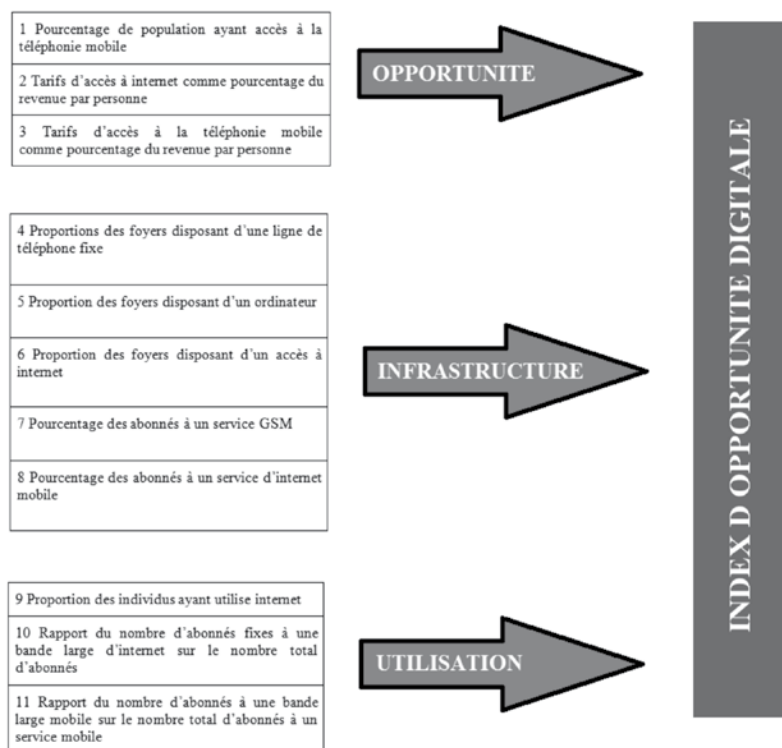 1 Pourcentage de population ayant accès à la
téléphonie mobile
2 Tarifs d'accès à internet comme pourcentage du
revenue par personne
3 Tarifs d'accès à la téléphonie mobile
comme pourcentage du revenue par personne
OPPORTUNITE
4 Proportions des foyers disposant d'une ligne de
téléphone fixe
5 Proportion des foyers disposant d'un ordinateur
6 Proportion des foyers disposant d'un accès à
internet
7 Pourcentage des abonnés à un service GSM
8 Pourcentage des abonnés à un service d'internet
mobile
INFRASTRUCTURE
9 Proportion des individus ayant utilise internet
10 Rapport du nombre d'abonnés fixes à une
bande large d'internet sur le nombre total
d'abonnés
11 Rapport du nombre d'abonnés à une bande
large mobile sur le nombre total d'abonnés à un
service mobile
UTILISATION
INDEX D OPPORTUNITE DIGITALE